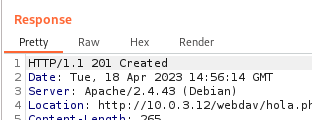 Response
Pretty Raw Hex Render
1 HTTP/1.1 201 Created
2 Date: Tue, 18 Apr 2023 14:56:14 GMT
3 Server: Apache/2.4.43 (Debian)
4 Location: http://10.0.3.12/webdav/hola.ph
5 Content-Length: 265